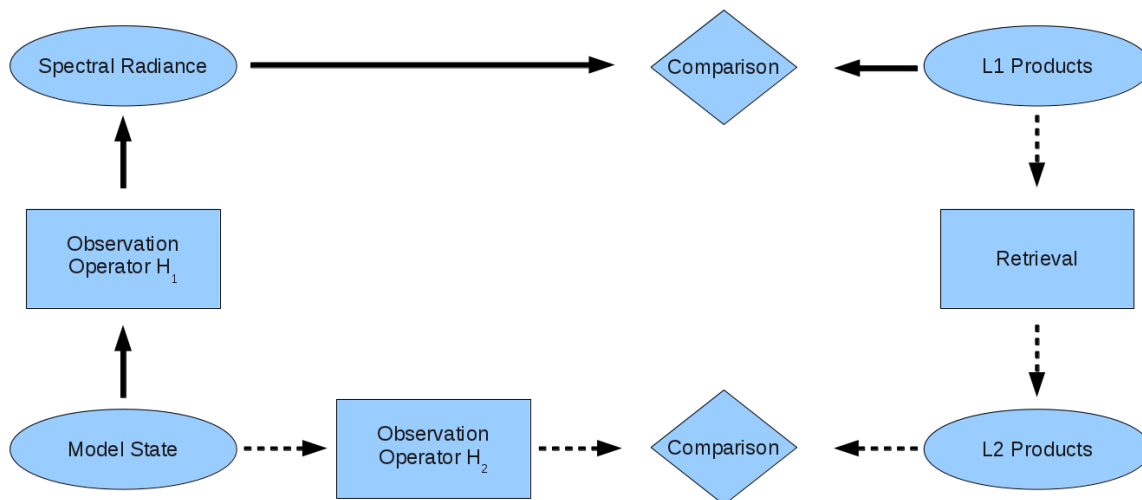 Spectral Radiance
Comparison
L1 Products
Observation
Operator H₁
Retrieval
Model State
Observation
Operator H₂
Comparison
L2 Products